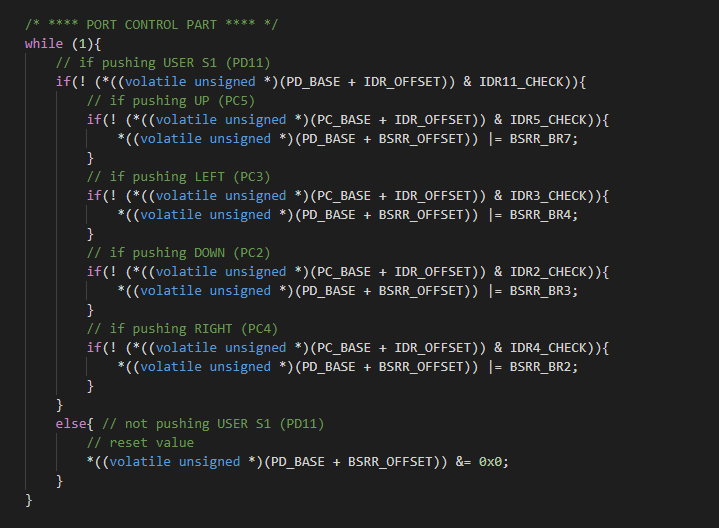 /* **** PORT CONTROL PART **** */
while (1){
// if pushing USER S1 (PD11)
if(! (*((volatile unsigned *)(PD_BASE + IDR_OFFSET)) & IDR11_CHECK)){
// if pushing UP (PC5)
if(! (*((volatile unsigned *)(PC_BASE + IDR_OFFSET)) & IDR5_CHECK)){
*((volatile unsigned *)(PD_BASE + BSRR_OFFSET)) |= BSRR_BR7;
}
// if pushing LEFT (PC3)
if(! (*((volatile unsigned *)(PC_BASE + IDR_OFFSET)) & IDR3_CHECK)){
*((volatile unsigned *)(PD_BASE + BSRR_OFFSET)) |= BSRR_BR4;
}
// if pushing DOWN (PC2)
if(! (*((volatile unsigned *)(PC_BASE + IDR_OFFSET)) & IDR2_CHECK)){
*((volatile unsigned *)(PD_BASE + BSRR_OFFSET)) |= BSRR_BR3;
}
// if pushing RIGHT (PC4)
if(! (*((volatile unsigned *)(PC_BASE + IDR_OFFSET)) & IDR4_CHECK)){
*((volatile unsigned *)(PD_BASE + BSRR_OFFSET)) |= BSRR_BR2;
}
}
else{ // not pushing USER S1 (PD11)
// reset value
*((volatile unsigned *)(PD_BASE + BSRR_OFFSET)) &= 0x0;
}
}